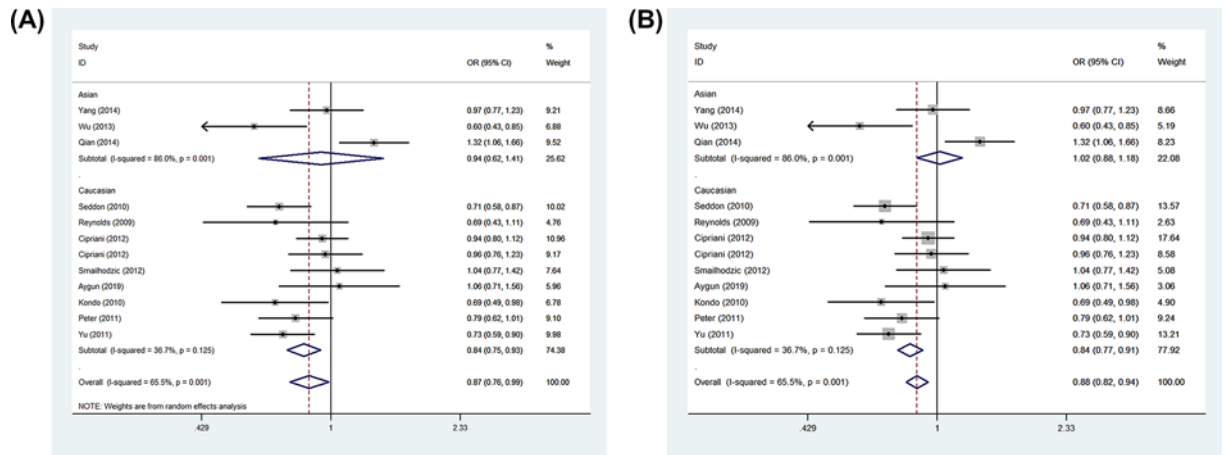 (A)
Study %
ID OR (95% CI) Weight
Asian
Yang (2014) 0.97 (0.77, 1.23) 9.21
Wu (2013) 0.60 (0.43, 0.85) 6.88
Qian (2014) 1.32 (1.06, 1.66) 9.52
Subtotal (I-squared = 86.0%, p = 0.001) 0.94 (0.62, 1.41) 25.62
.
Caucasian
Seddon (2010) 0.71 (0.58, 0.87) 10.02
Reynolds (2009) 0.69 (0.43, 1.11) 4.76
Cipriani (2012) 0.94 (0.80, 1.12) 10.96
Cipriani (2012) 0.96 (0.76, 1.23) 9.17
Smailhodzic (2012) 1.04 (0.77, 1.42) 7.64
Aygun (2019) 1.06 (0.71, 1.56) 5.96
Kondo (2010) 0.69 (0.49, 0.98) 6.78
Peter (2011) 0.79 (0.62, 1.01) 9.10
Yu (2011) 0.73 (0.59, 0.90) 9.98
Subtotal (I-squared = 36.7%, p = 0.125) 0.84 (0.75, 0.93) 74.38
.
Overall (I-squared = 65.5%, p = 0.001) 0.87 (0.76, 0.99) 100.00
NOTE: Weights are from random effects analysis
.429 1 2.33
(B)
Study %
ID OR (95% CI) Weight
Asian
Yang (2014) 0.97 (0.77, 1.23) 8.66
Wu (2013) 0.60 (0.43, 0.85) 5.19
Qian (2014) 1.32 (1.06, 1.66) 8.23
Subtotal (I-squared = 86.0%, p = 0.001) 1.02 (0.88, 1.18) 22.08
.
Caucasian
Seddon (2010) 0.71 (0.58, 0.87) 13.57
Reynolds (2009) 0.69 (0.43, 1.11) 2.63
Cipriani (2012) 0.94 (0.80, 1.12) 17.64
Cipriani (2012) 0.96 (0.76, 1.23) 8.58
Smailhodzic (2012) 1.04 (0.77, 1.42) 5.08
Aygun (2019) 1.06 (0.71, 1.56) 3.06
Kondo (2010) 0.69 (0.49, 0.98) 4.90
Peter (2011) 0.79 (0.62, 1.01) 9.24
Yu (2011) 0.73 (0.59, 0.90) 13.21
Subtotal (I-squared = 36.7%, p = 0.125) 0.84 (0.77, 0.91) 77.92
.
Overall (I-squared = 65.5%, p = 0.001) 0.88 (0.82, 0.94) 100.00
.429 1 2.33